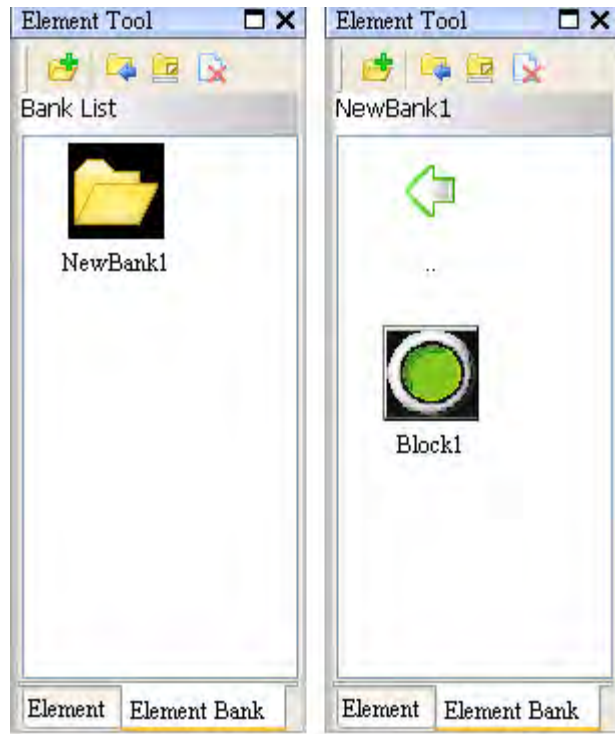 Element Tool
Bank List
NewBank1
Element
Element Bank
Element Tool
NewBank1
..
Block1
Element
Element Bank